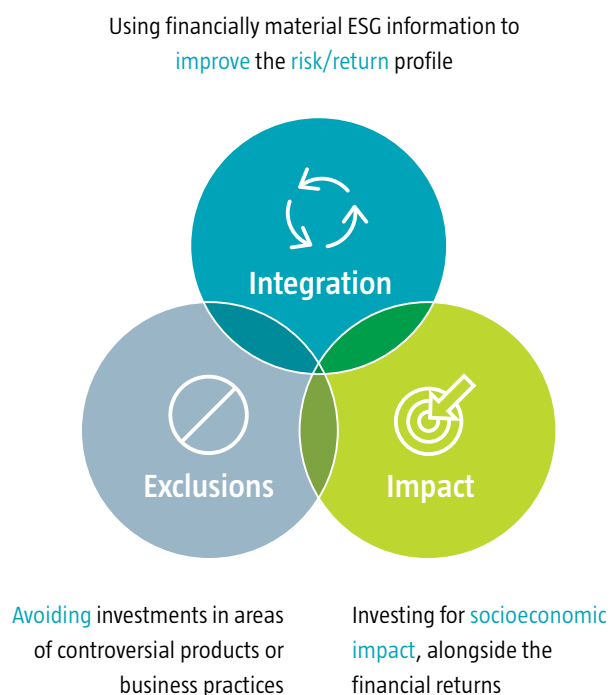 Using financially material ESG information to
improve the risk/return profile
Integration
Exclusions
Impact
Avoiding investments in areas
of controversial products or
business practices
Investing for socioeconomic
impact, alongside the
financial returns